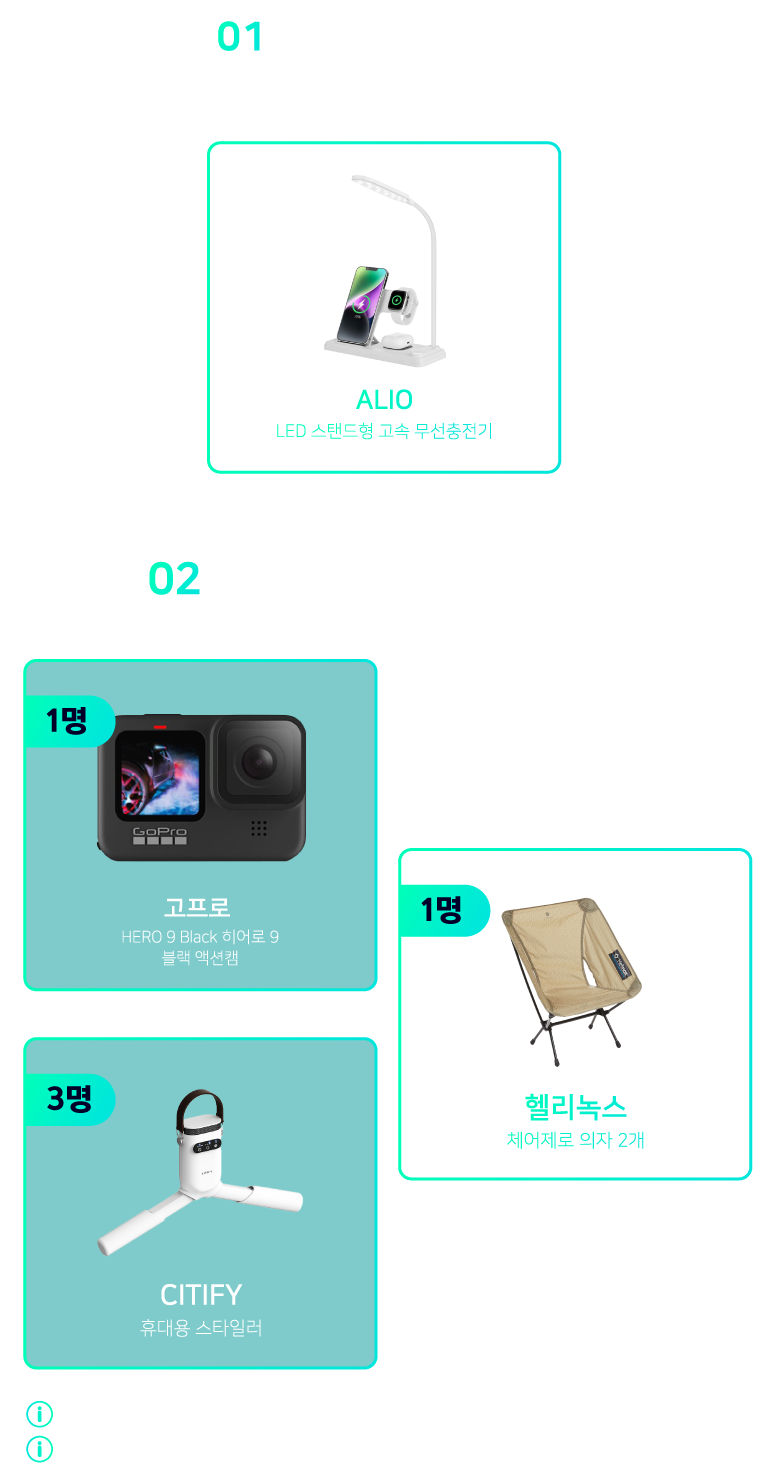 01
ALIO
LED 스탠드형 고속 무선충전기
02
1명
GoPro
고프로
HERO 9 Black 히어로 9
블랙 액션캠
1명
헬리녹스
체어제로 의자 2개
3명
CITIFY
휴대용 스타일러